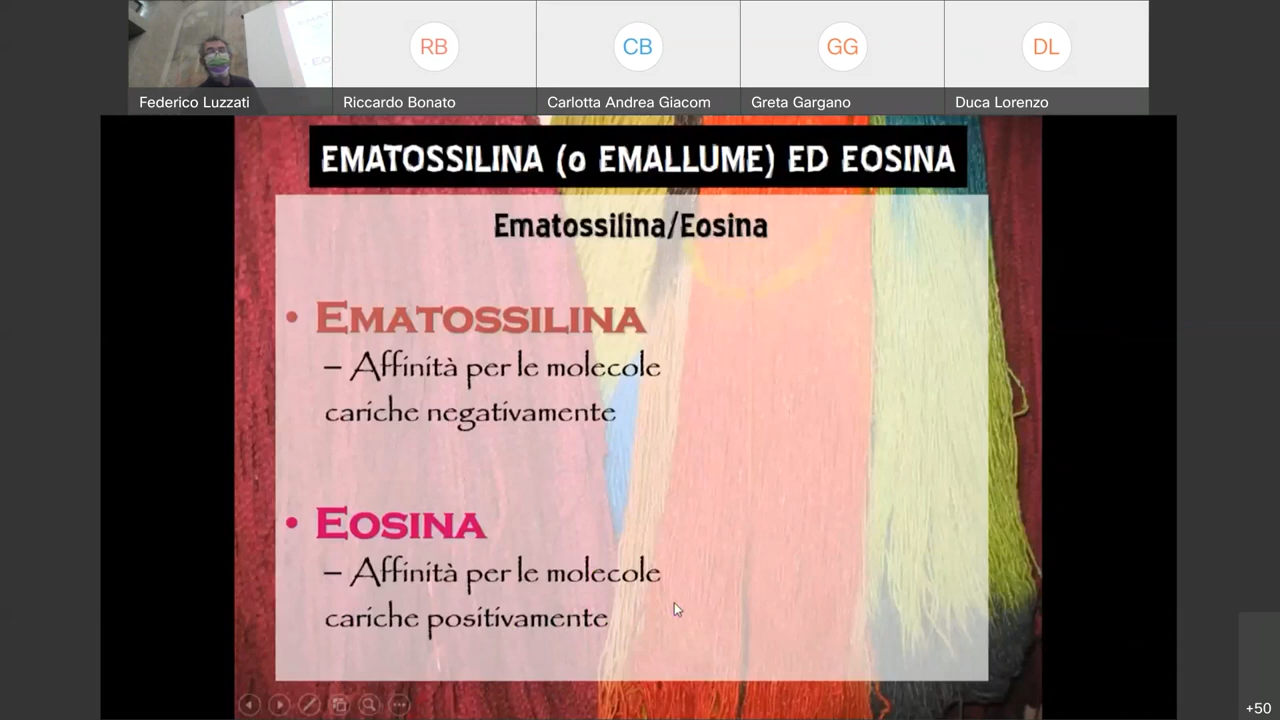 RB
CB
GG
DL
Federico Luzzati
Riccardo Bonato
Carlotta Andrea Giacom
Greta Gargano
Duca Lorenzo
EMATOSSILINA (o EMALLUME) ED EOSINA
Ematossilina/Eosina
• EMATOSSILINA
– Affinità per le molecole
cariche negativamente
• EOSINA
– Affinità per le molecole
cariche positivamente
+50